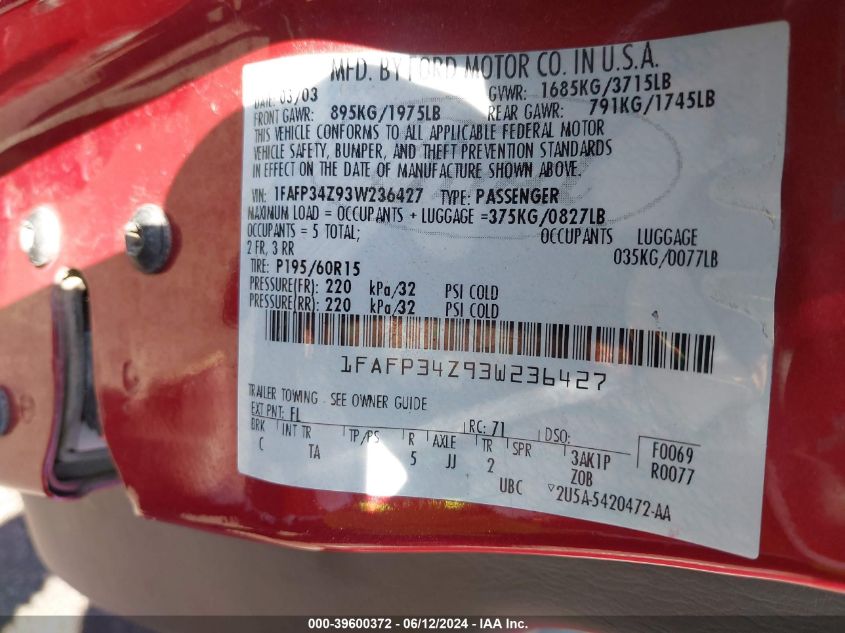 MFD. BY FORD MOTOR CO. IN U.S.A.
DATE: 03/03 GVWR: 1685KG/3715LB
FRONT GAWR: 895KG/1975LB REAR GAWR: 791KG/1745LB
THIS VEHICLE CONFORMS TO ALL APPLICABLE FEDERAL MOTOR
VEHICLE SAFETY, BUMPER, AND THEFT PREVENTION STANDARDS
IN EFFECT ON THE DATE OF MANUFACTURE SHOWN ABOVE.
VIN: 1FAFP34Z93W236427 TYPE: PASSENGER
MAXIMUM LOAD = OCCUPANTS + LUGGAGE =375KG/0827LB
OCCUPANTS = 5 TOTAL; OCCUPANTS LUGGAGE
2 FR, 3 RR 035KG/0077LB
TIRE: P195/60R15
PRESSURE(FR): 220 kPa/32 PSI COLD
PRESSURE(RR): 220 kPa/32 PSI COLD
1FAFP34Z93W236427
TRAILER TOWING - SEE OWNER GUIDE
EXT PNT: FL RC: 71 DSO: F0069
BRK INT TR TP/PS R AXLE TR SPR 3AK1P R0077
C TA 5 JJ 2 ZOB
UBC 2U5A-5420472-AA
000-39600372 - 06/12/2024 - IAA Inc.